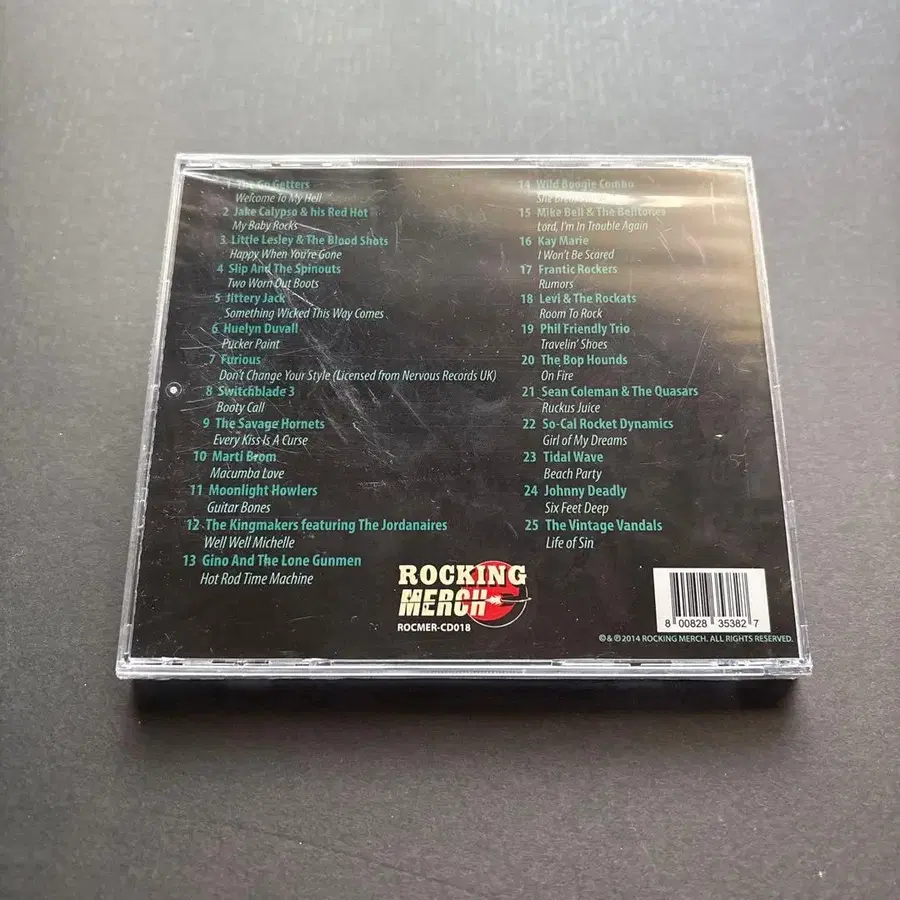 1 The Go Getters
Welcome To My Hell
2 Jake Calypso & his Red Hot
My Baby Rocks
3 Little Lesley & The Blood Shots
Happy When You're Gone
4 Slip And The Spinouts
Two Worn Out Boots
5 Jittery Jack
Something Wicked This Way Comes
6 Huelyn Duvall
Pucker Paint
7 Furious
Don't Change Your Style (Licensed from Nervous Records UK)
8 Switchblade 3
Booty Call
9 The Savage Hornets
Every Kiss Is A Curse
10 Marti Brom
Macumba Love
11 Moonlight Howlers
Guitar Bones
12 The Kingmakers featuring The Jordanaires
Well Well Michelle
13 Gino And The Lone Gunmen
Hot Rod Time Machine
14 Wild Boogie Combo
She
15 Mike Bell & The Belltones
Lord, I'm In Trouble Again
16 Kay Marie
I Won't Be Scared
17 Frantic Rockers
Rumors
18 Levi & The Rockats
Room To Rock
19 Phil Friendly Trio
Travelin' Shoes
20 The Bop Hounds
On Fire
21 Sean Coleman & The Quasars
Ruckus Juice
22 So-Cal Rocket Dynamics
Girl of My Dreams
23 Tidal Wave
Beach Party
24 Johnny Deadly
Six Feet Deep
25 The Vintage Vandals
Life of Sin
ROCKING
MERCH
ROCMER-CD018
8 00828 35382 7
© & ℗ 2014 ROCKING MERCH. ALL RIGHTS RESERVED.